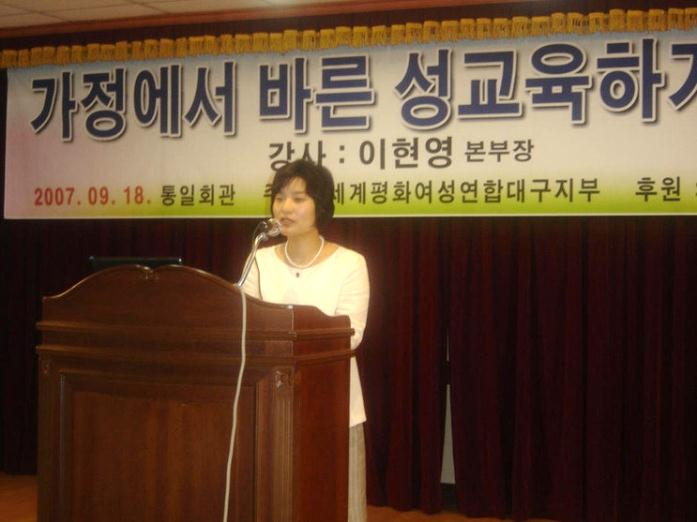 가정에서 바른 성교육하
강사 : 이현영 본부장
2007. 09. 18. 통일회관 세계평화여성연합대구지부 후원